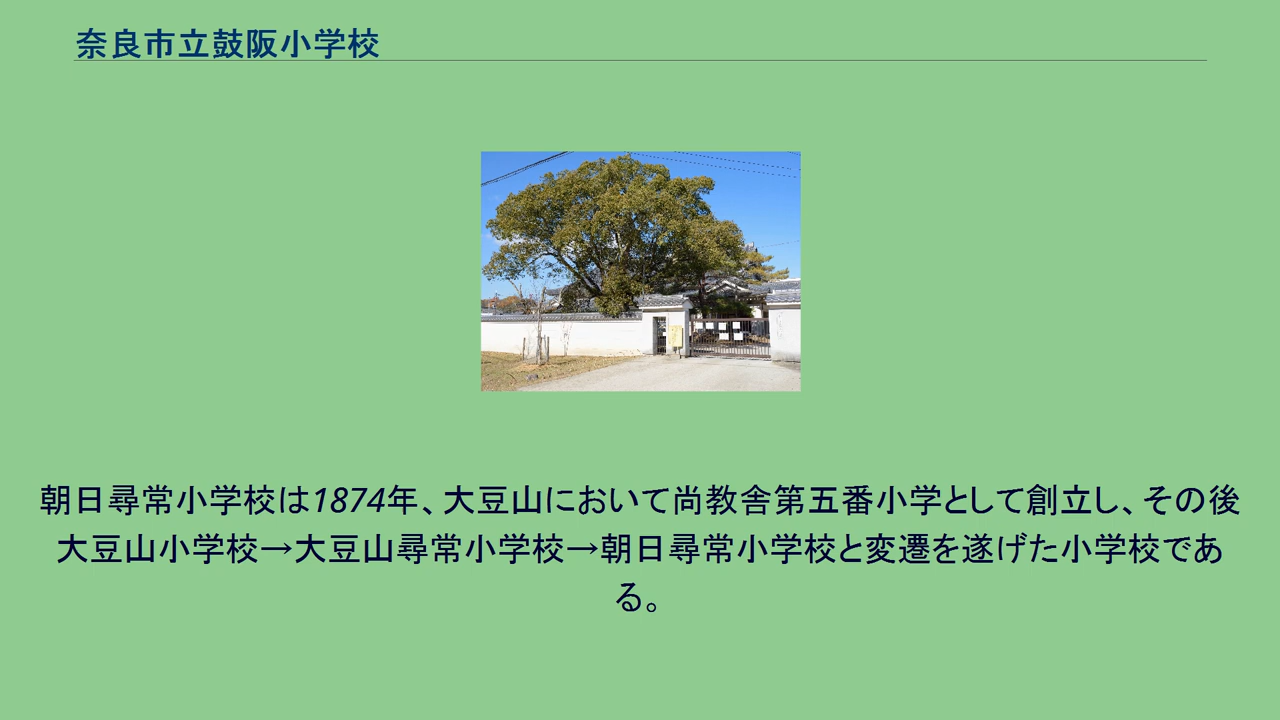 奈良市立鼓阪小学校
朝日尋常小学校は1874年、大豆山において尚教舎第五番小学として創立し、その後
大豆山小学校→大豆山尋常小学校→朝日尋常小学校と変遷を遂げた小学校であ
る。